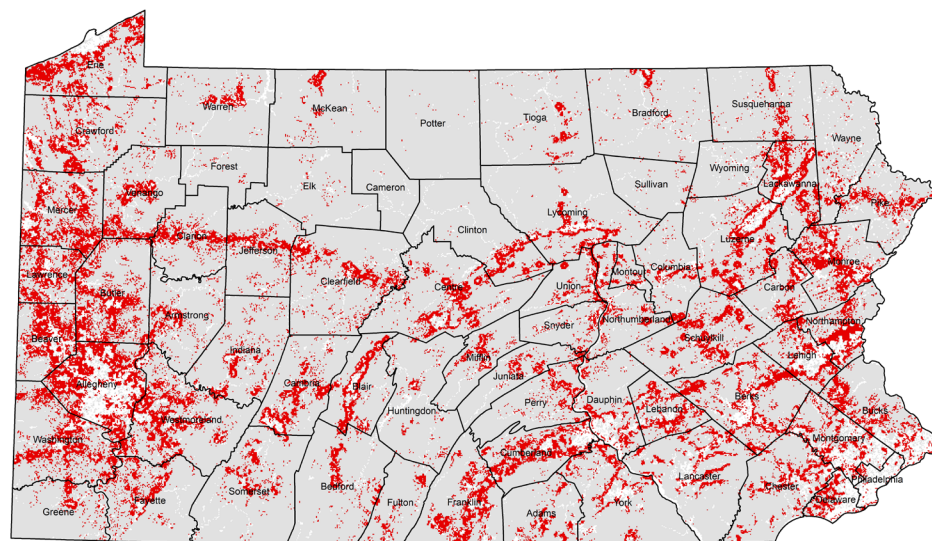 Erie
Warren
McKean
Potter
Tioga
Bradford
Susquehanna
Wayne
Crawford
Forest
Elk
Cameron
Sullivan
Wyoming
Lackawanna
Pike
Venango
Mercer
Clarion
Jefferson
Clinton
Lycoming
Luzerne
Monroe
Lawrence
Butler
Clearfield
Centre
Union
Montour
Columbia
Carbon
Armstrong
Snyder
Northumberland
Northampton
Beaver
Indiana
Mifflin
Schuylkill
Lehigh
Allegheny
Cambria
Blair
Huntingdon
Juniata
Perry
Dauphin
Lebanon
Berks
Bucks
Westmoreland
Washington
Cumberland
Montgomery
Lancaster
Philadelphia
Chester
Delaware
Greene
Fayette
Somerset
Bedford
Fulton
Franklin
Adams
York